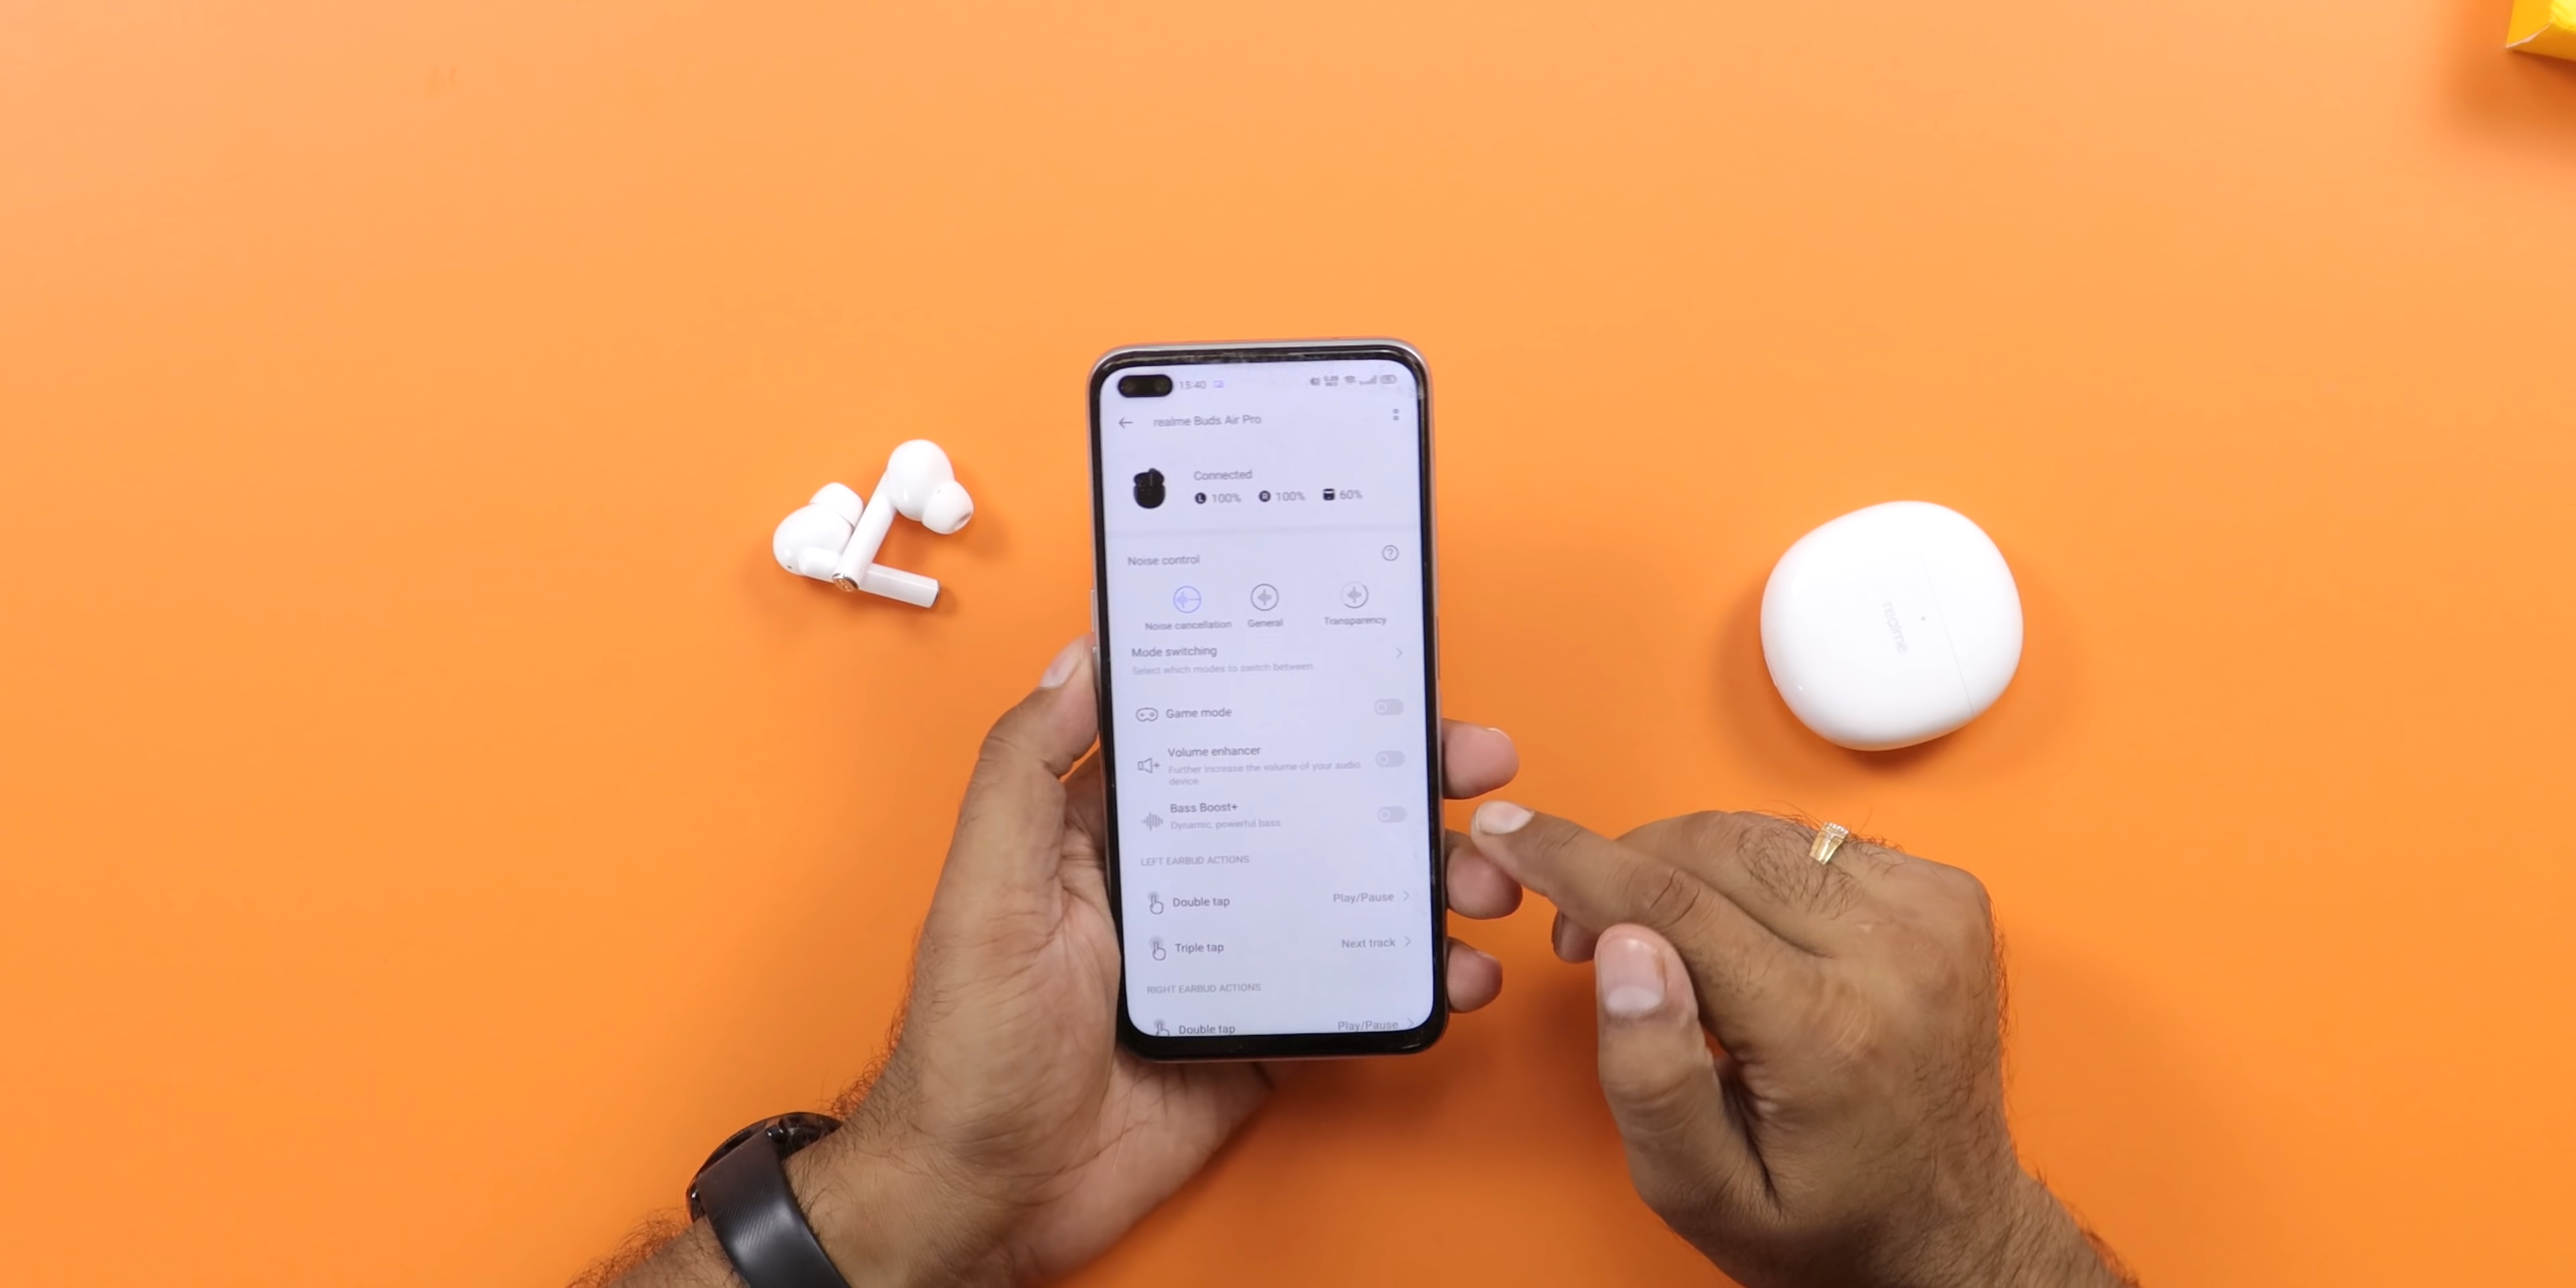 15:40
realme Buds Air Pro
Connected
L 100% R 100% 60%
Noise control
Noise cancellation General Transparency
Mode switching
Select which modes to switch between.
Game mode
Volume enhancer
Further increase the volume of your audio
device.
Bass Boost+
Dynamic, powerful bass
LEFT EARBUD ACTIONS
Double tap Play/Pause
Triple tap Next track
RIGHT EARBUD ACTIONS
Double tap Play/Pause
realme